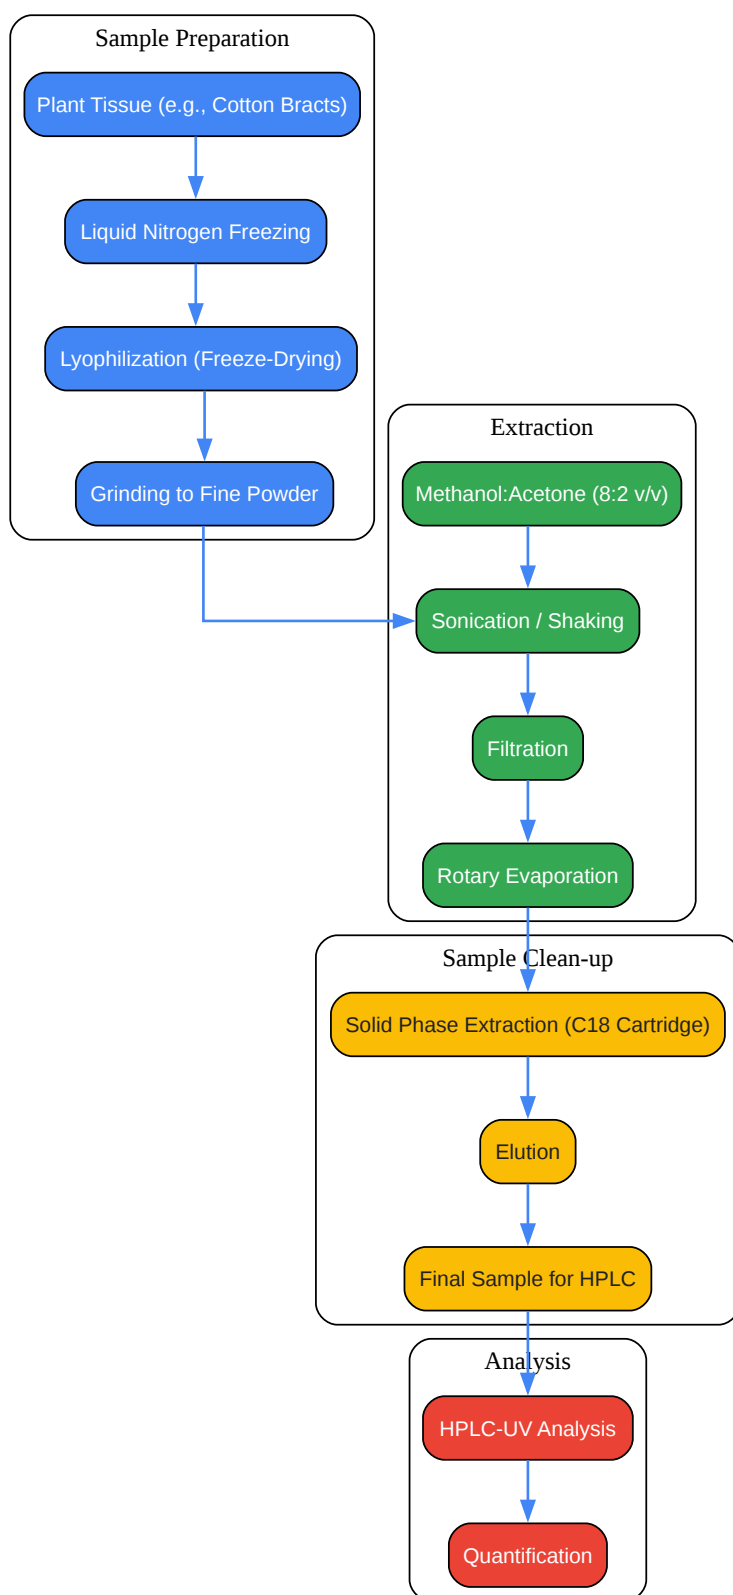 Sample Preparation
Plant Tissue (e.g., Cotton Bracts)
Liquid Nitrogen Freezing
Lyophilization (Freeze-Drying)
Grinding to Fine Powder
Extraction
Methanol:Acetone (8:2 v/v)
Sonication / Shaking
Filtration
Rotary Evaporation
Sample Clean-up
Solid Phase Extraction (C18 Cartridge)
Elution
Final Sample for HPLC
Analysis
HPLC-UV Analysis
Quantification